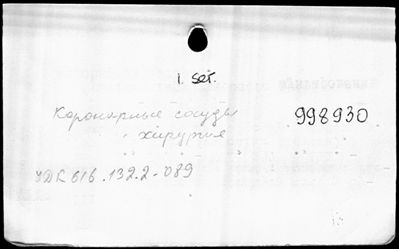 1. set.
Коронарные сосуды 998930
- хирургия
УДК 616.132.2-089